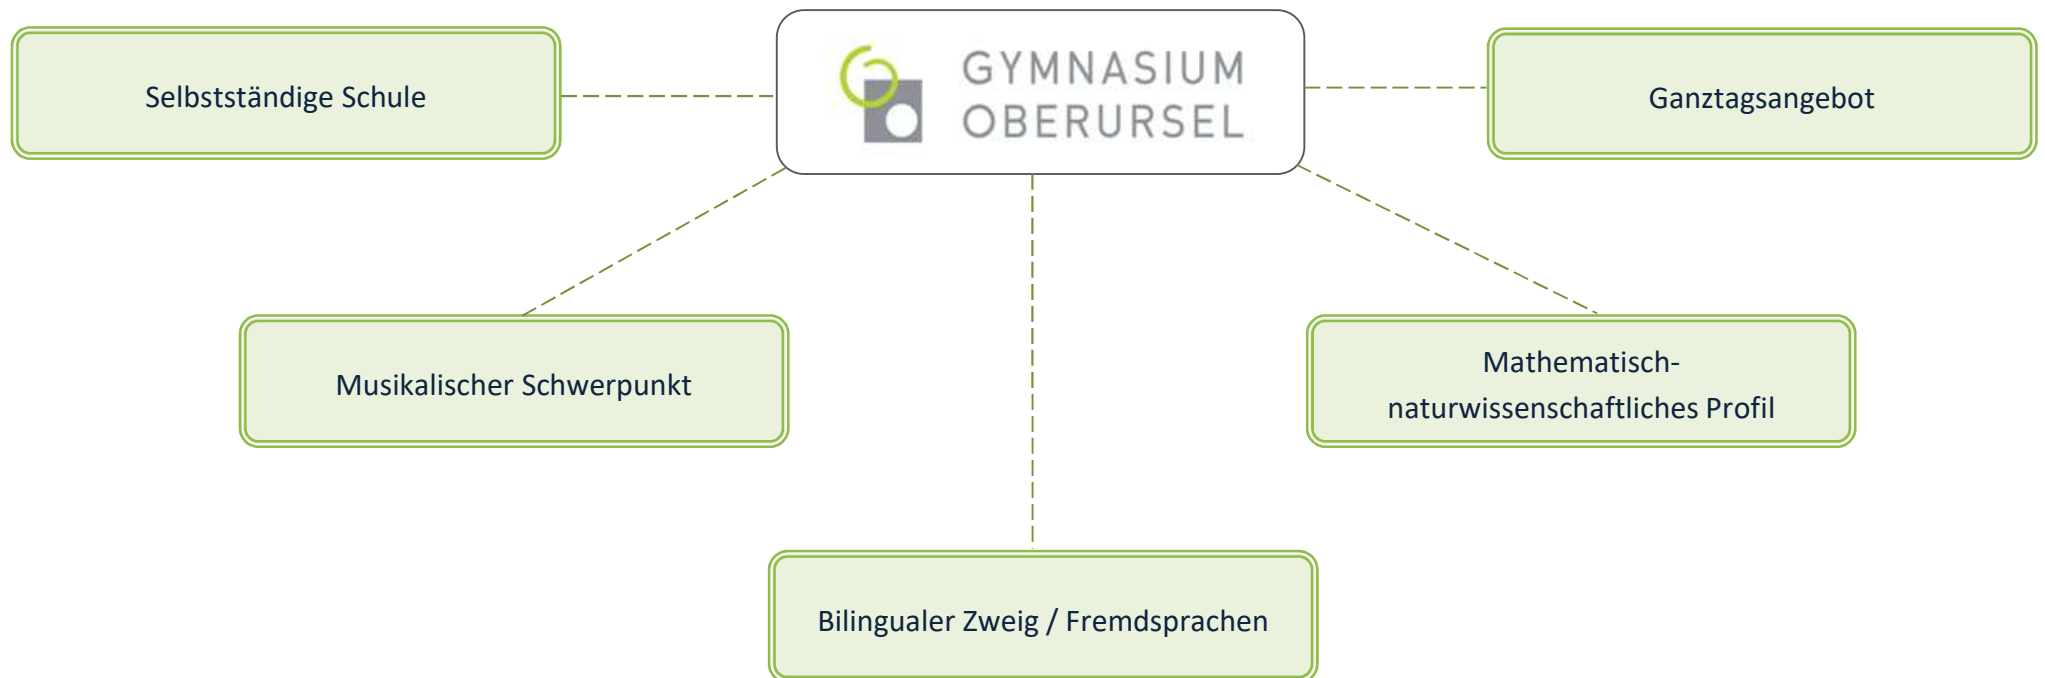 Selbstständige Schule
GYMNASIUM
OBERURSEL
Ganztagsangebot
Musikalischer Schwerpunkt
Mathematisch-
naturwissenschaftliches Profil
Bilingualer Zweig / Fremdsprachen